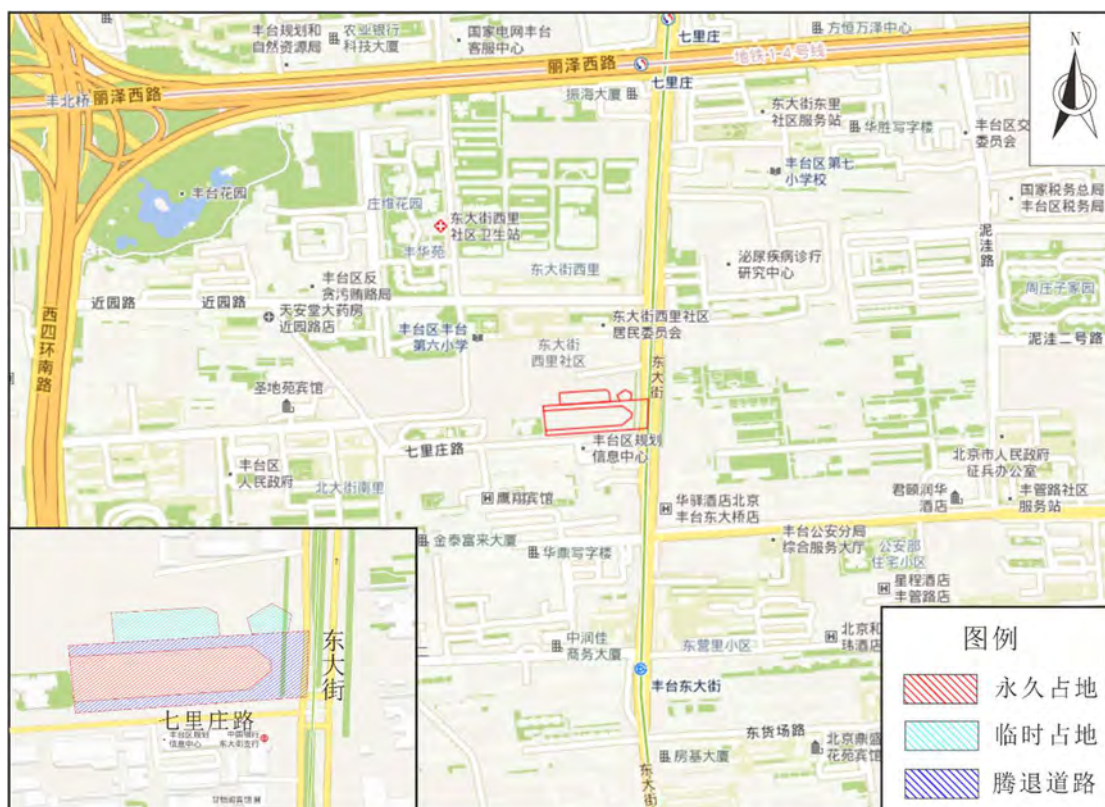 丰台规划和
自然资源局
农业银行
科技大厦
国家电网丰台
客服中心
七里庄
方恒万泽中心
N
地铁14号线
丽泽西路
七里庄
丰北桥
丽泽西路
振海大厦
东大街东里
社区服务站
华胜写字楼
丰台区交
委员会
丰台区第七
小学校
丰台花园
国家税务总局
丰台区税务局
庄维花园
东大街西里
社区卫生站
丰华苑
泥洼路
东大街西里
泌尿疾病诊疗
研究中心
丰台区反
贪污贿赂局
周庄子家园
近园路
近园路
天安堂大药房
近园路店
东大街西里社区
居民委员会
西四环南路
丰台区丰台
第六小学
东大街
西里社区
泥洼二号路
东大街
圣地苑宾馆
七里庄路
丰台区规划
信息中心
丰台区
人民政府
北京市人民政府
征兵办公室
北大街南里
鹰翔宾馆
华驿酒店北京
丰台东大桥店
君颐润华
酒店
丰管路社区
服务站
金泰富来大厦
华鼎写字楼
丰台公安分局
综合服务大厅
公安部
住宅小区
星程酒店
丰管路店
中润佳
商务大厦
东营里小区
北京和
玮酒店
丰台东大街
东货场路
北京鼎盛
花苑宾馆
房基大厦
东大街
东大街
七里庄路
丰台区规划
信息中心
中国银行
东大街支行
图例
永久占地
临时占地
腾退道路